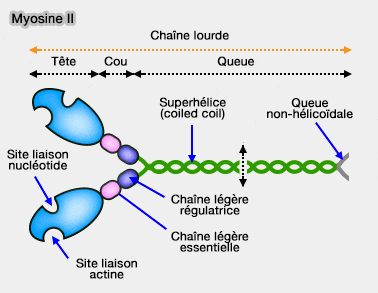 Myosine II
Chaîne lourde
Tête
Cou
Queue
Superhélice
(coiled coil)
Queue
non-hélicoïdale
Site liaison
nucléotide
Chaîne légère
régulatrice
Chaîne légère
essentielle
Site liaison
actine